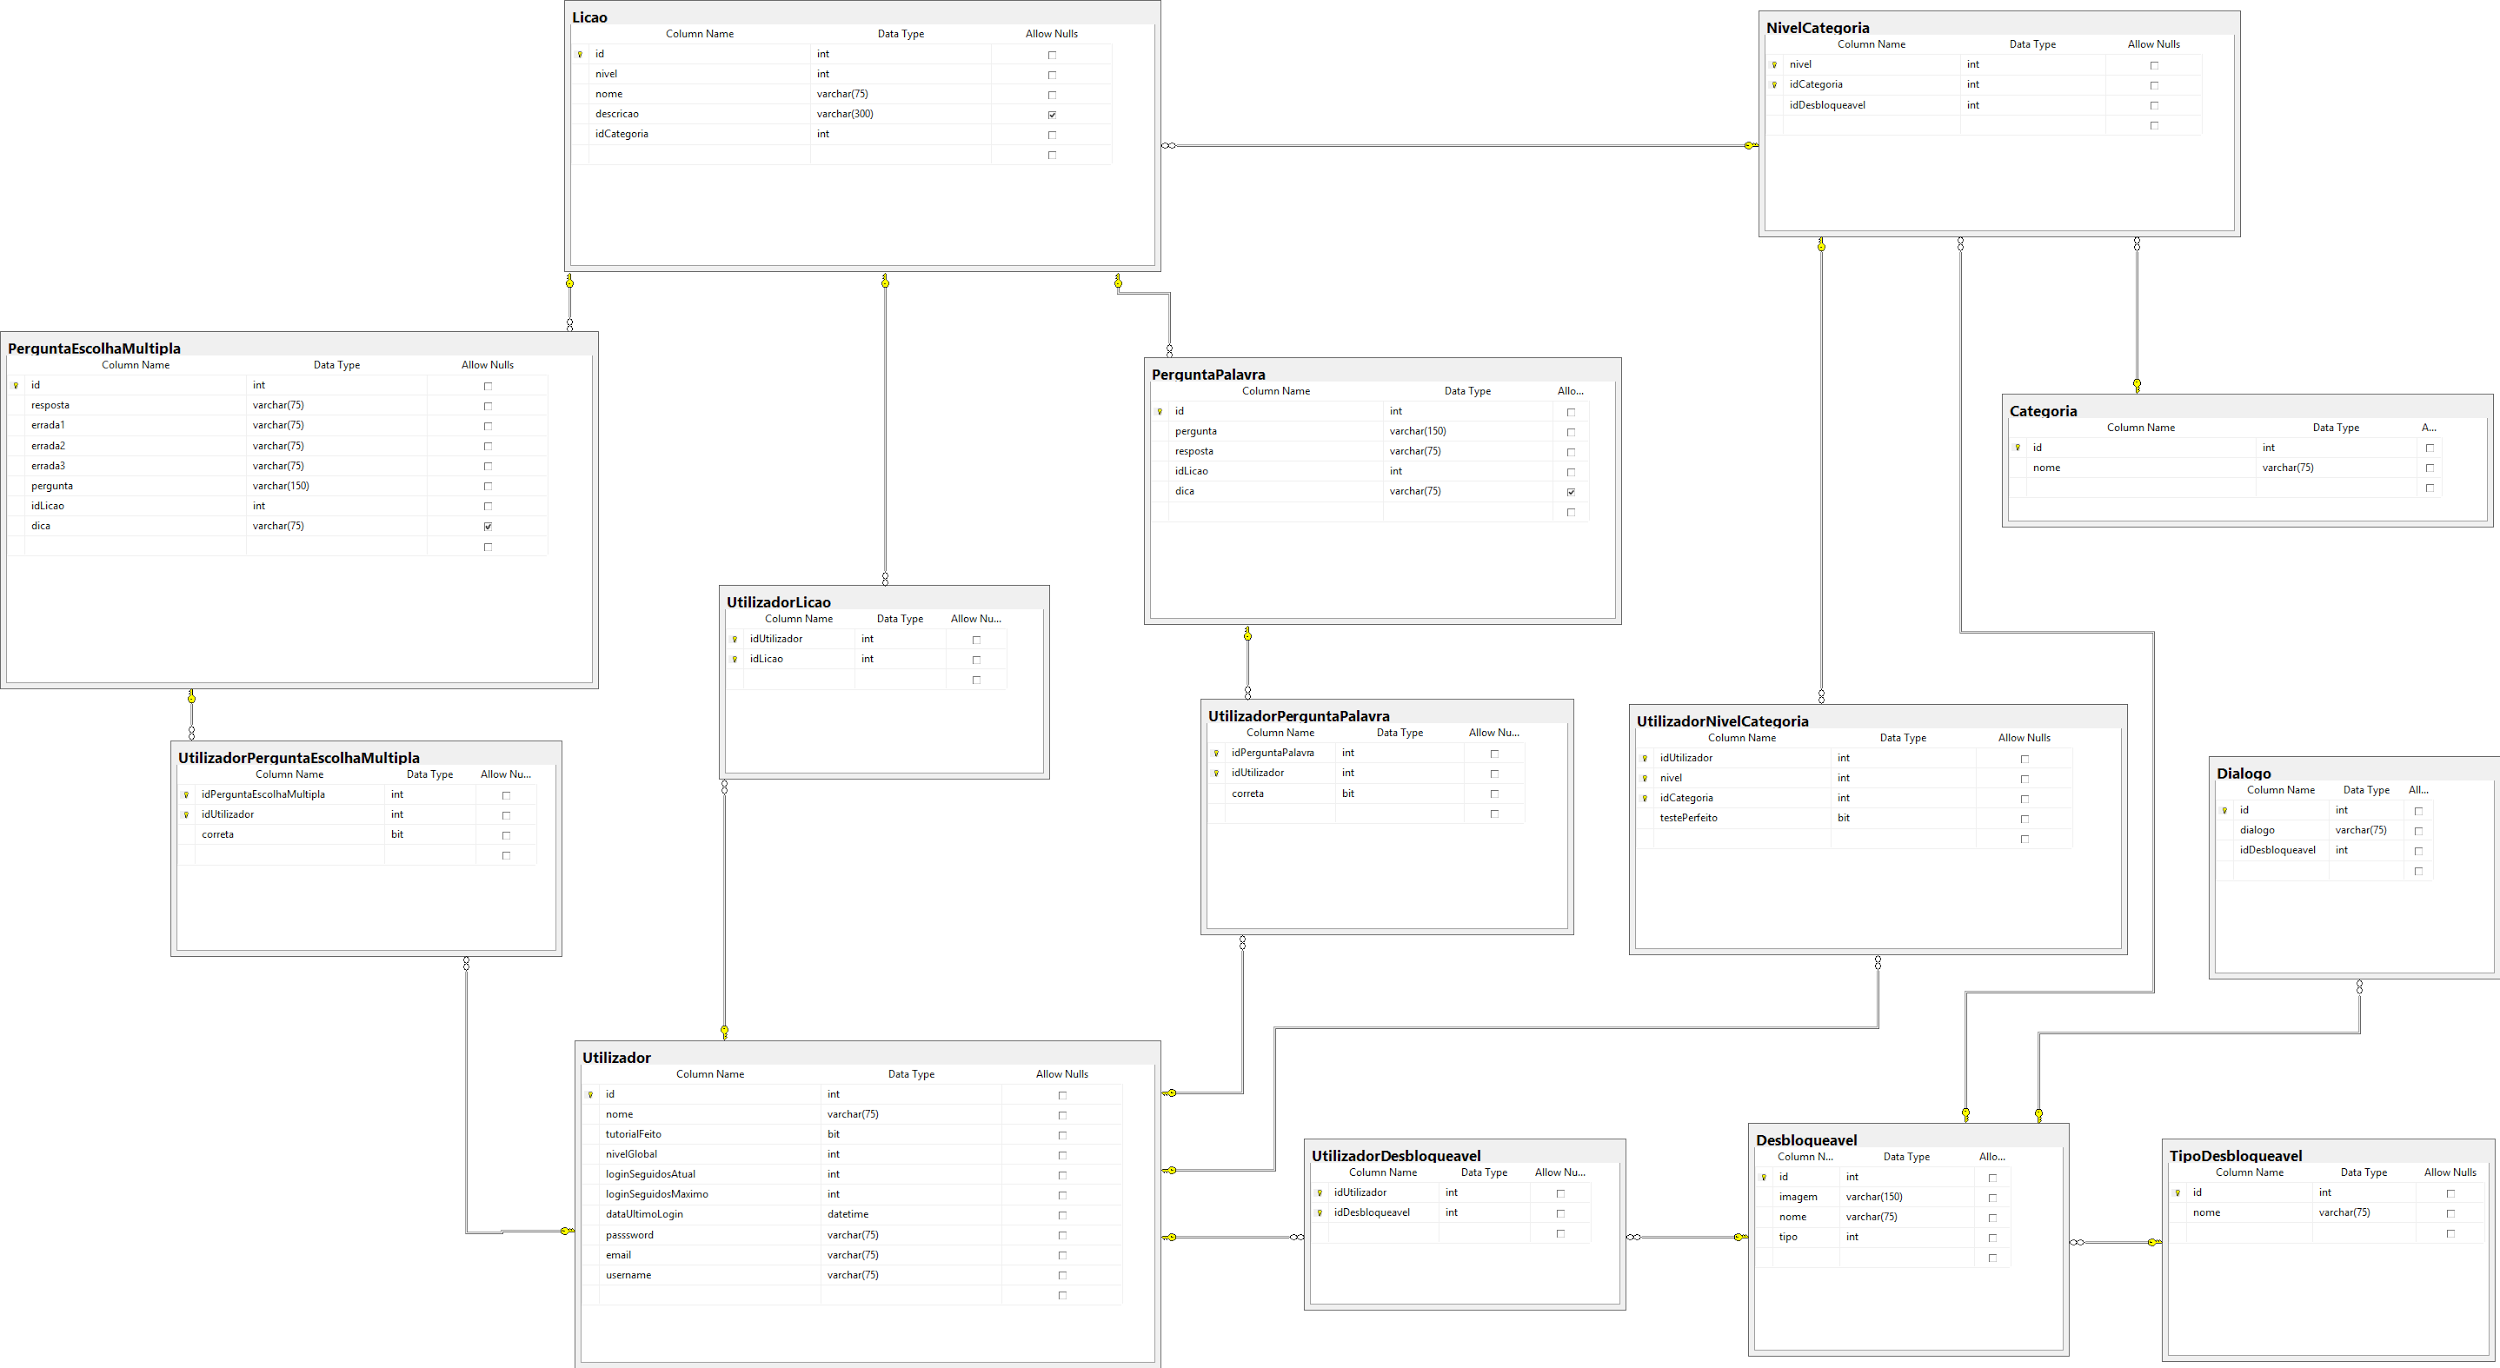 Licao
Column Name Data Type Allow Nulls
id int
nivel int
nome varchar(75)
descricao varchar(300)
idCategoria int
NivelCategoria
Column Name Data Type Allow Nulls
nivel int
idCategoria int
idDesbloqueavel int
PerguntaEscolhaMultipla
Column Name Data Type Allow Nulls
id int
resposta varchar(75)
errada1 varchar(75)
errada2 varchar(75)
errada3 varchar(75)
pergunta varchar(150)
idLicao int
dica varchar(75)
PerguntaPalavra
Column Name Data Type Allo...
id int
pergunta varchar(150)
resposta varchar(75)
idLicao int
dica varchar(75)
Categoria
Column Name Data Type A...
id int
nome varchar(75)
UtilizadorLicao
Column Name Data Type Allow Nu...
idUtilizador int
idLicao int
UtilizadorPerguntaPalavra
Column Name Data Type Allow Nu...
idPerguntaPalavra int
idUtilizador int
correta bit
UtilizadorNivelCategoria
Column Name Data Type Allow Nulls
idUtilizador int
nivel int
idCategoria int
testePerfeito bit
UtilizadorPerguntaEscolhaMultipla
Column Name Data Type Allow Nu...
idPerguntaEscolhaMultipla int
idUtilizador int
correta bit
Dialogo
Column Name Data Type All...
id int
dialogo varchar(75)
idDesbloqueavel int
Utilizador
Column Name Data Type Allow Nulls
id int
nome varchar(75)
tutorialFeito bit
nivelGlobal int
loginSeguidosAtual int
loginSeguidosMaximo int
dataUltimoLogin datetime
passsword varchar(75)
email varchar(75)
username varchar(75)
UtilizadorDesbloqueavel
Column Name Data Type Allow Nu...
idUtilizador int
idDesbloqueavel int
Desbloqueavel
Column N... Data Type Allo...
id int
imagem varchar(150)
nome varchar(75)
tipo int
TipoDesbloqueavel
Column Name Data Type Allow Nulls
id int
nome varchar(75)